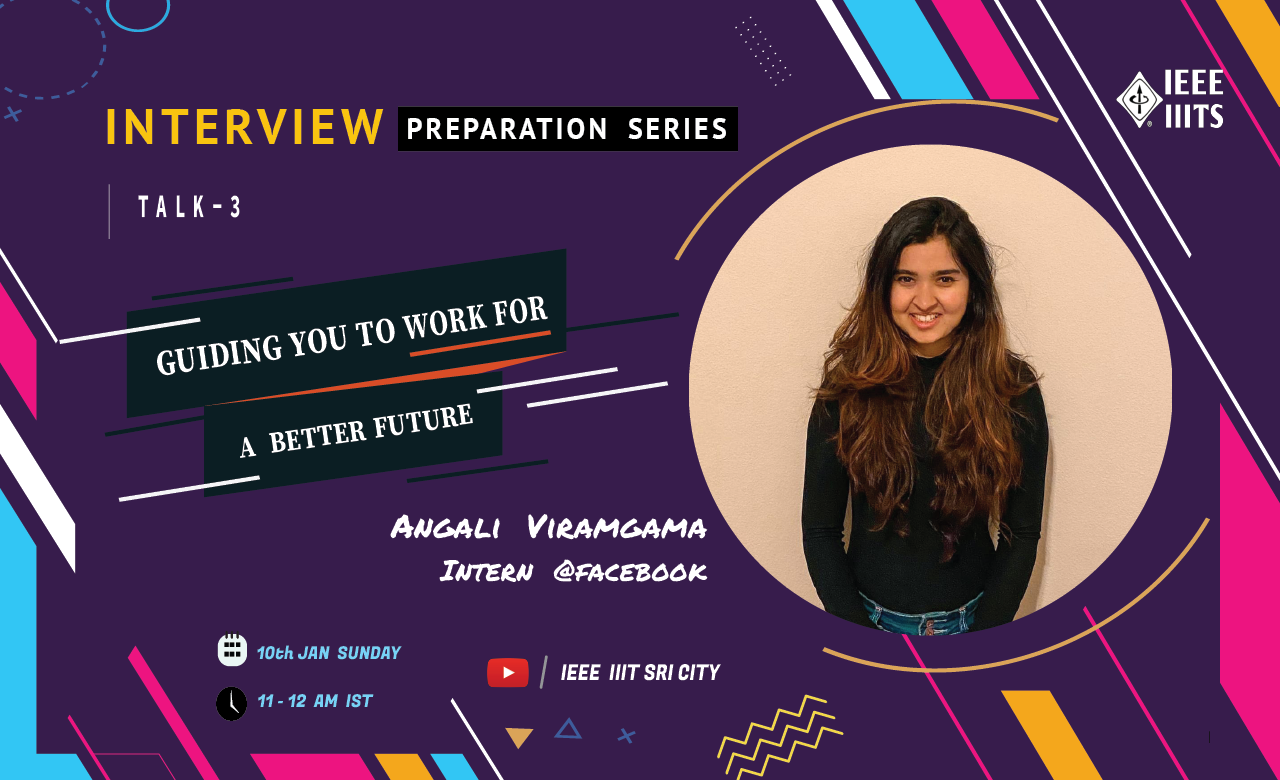 INTERVIEW PREPARATION SERIES
IEEE
IIITS
TALK-3
GUIDING YOU TO WORK FOR
A BETTER FUTURE
ANGALI VIRAMGAMA
INTERN @FACEBOOK
10th JAN SUNDAY
11 - 12 AM IST
IEEE IIIT SRI CITY